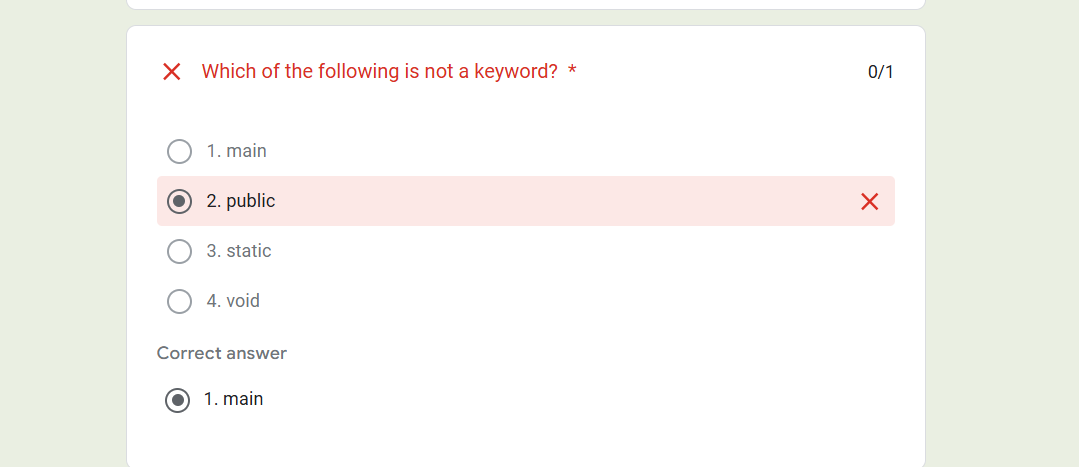 Which of the following is not a keyword? *
0/1
1. main
2. public
3. static
4. void
Correct answer
1. main